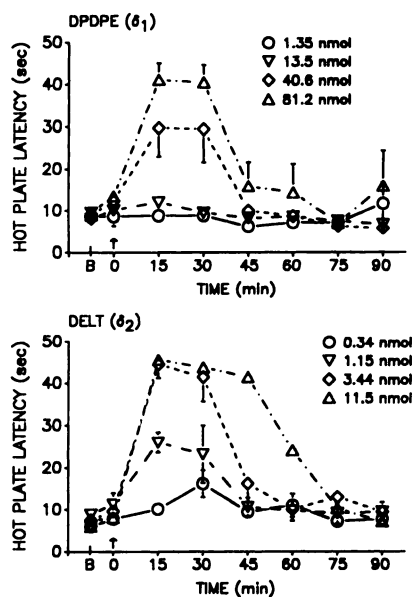 DPDPE (δ₁)
HOT PLATE LATENCY (sec)
50
40
30
20
10
0
1.35 nmol
13.5 nmol
40.6 nmol
81.2 nmol
B 0 15 30 45 60 75 90
TIME (min)
DELT (δ₂)
HOT PLATE LATENCY (sec)
50
40
30
20
10
0
0.34 nmol
1.15 nmol
3.44 nmol
11.5 nmol
B 0 15 30 45 60 75 90
TIME (min)